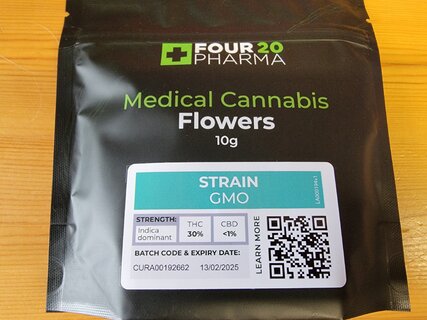 FOUR 20
PHARMA
Medical Cannabis
Flowers
10g
STRAIN
GMO
STRENGTH:
Indica
dominant
THC
30%
CBD
<1%
BATCH CODE & EXPIRY DATE:
CURA00192662 13/02/2025
LEARN MORE